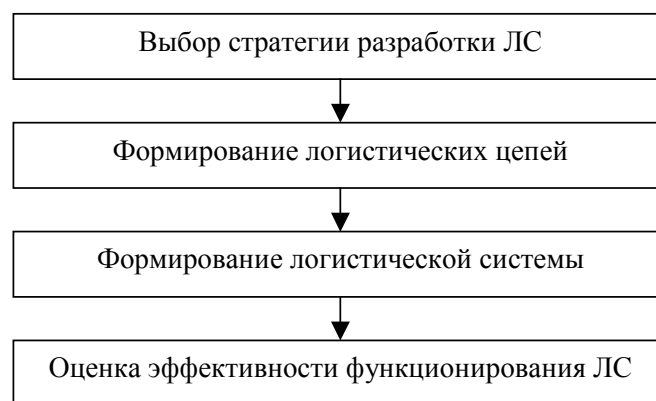 Выбор стратегии разработки ЛС
Формирование логистических цепей
Формирование логистической системы
Оценка эффективности функционирования ЛС